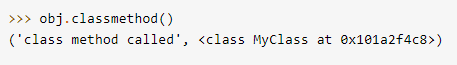 >>> obj.classmethod()
('class method called', <class MyClass at 0x101a2f4c8>)